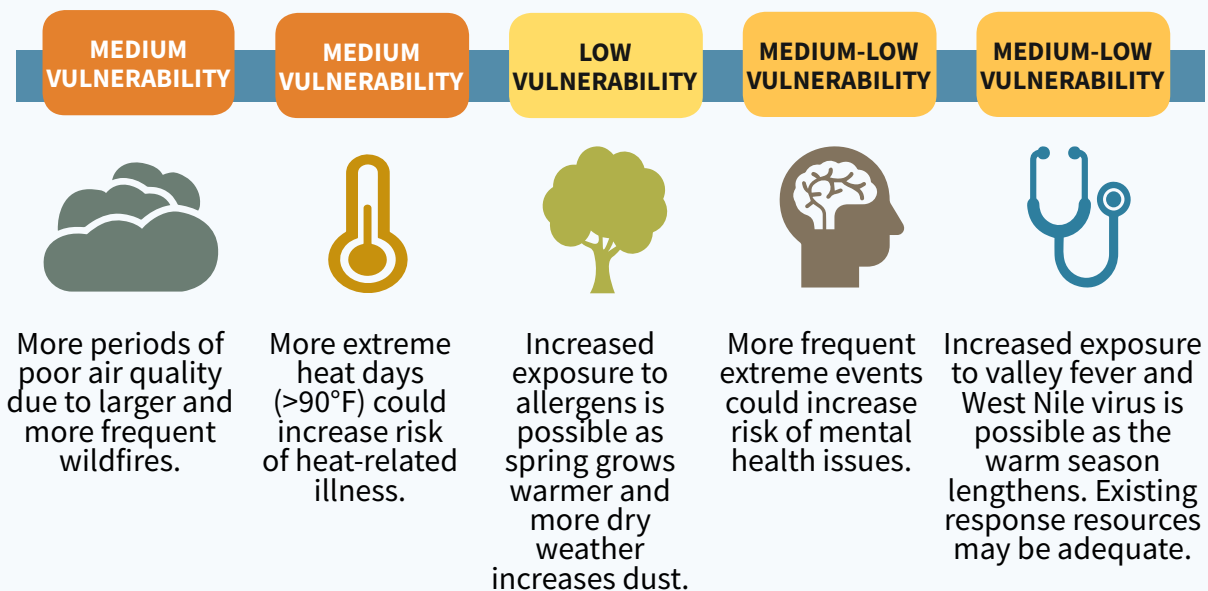 MEDIUM
VULNERABILITY
MEDIUM
VULNERABILITY
LOW
VULNERABILITY
MEDIUM-LOW
VULNERABILITY
MEDIUM-LOW
VULNERABILITY
More periods of
poor air quality
due to larger and
more frequent
wildfires.
More extreme
heat days
(>90°F) could
increase risk
of heat-related
illness.
Increased
exposure to
allergens is
possible as
spring grows
warmer and
more dry
weather
increases dust.
More frequent
extreme events
could increase
risk of mental
health issues.
Increased exposure
to valley fever and
West Nile virus is
possible as the
warm season
lengthens. Existing
response resources
may be adequate.